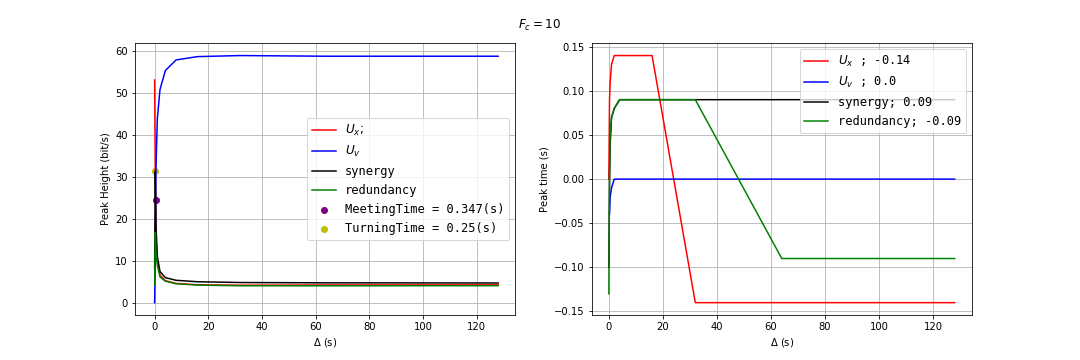 F_c = 10
Peak Height (bit/s)
60
50
40
30
20
10
0
U_x;
U_v
synergy
redundancy
MeetingTime = 0.347(s)
TurningTime = 0.25(s)
0 20 40 60 80 100 120
Δ (s)
Peak time (s)
0.15
0.10
0.05
0.00
−0.05
−0.10
−0.15
U_x ; -0.14
U_v ; 0.0
synergy; 0.09
redundancy; -0.09
0 20 40 60 80 100 120
Δ (s)